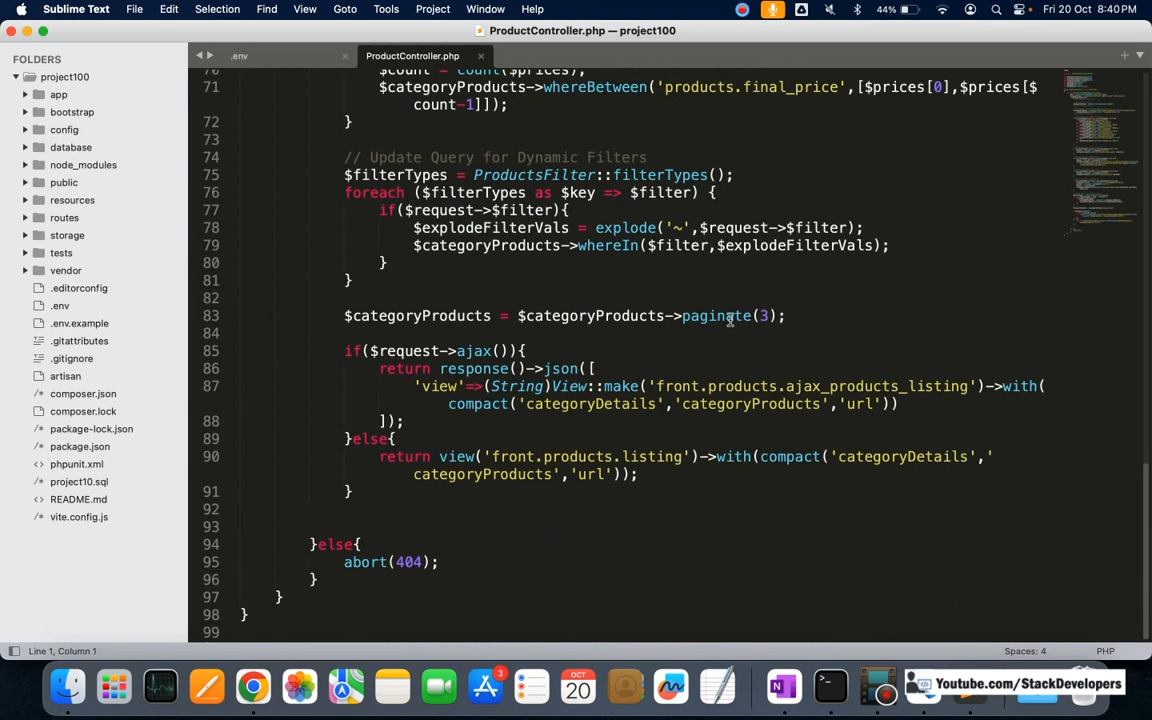 Sublime Text File Edit Selection Find View Goto Tools Project Window Help 44% Fri 20 Oct 8:40 PM
ProductController.php — project100
FOLDERS
project100
app
bootstrap
config
database
node_modules
public
resources
routes
storage
tests
vendor
.editorconfig
.env
.env.example
.gitattributes
.gitignore
artisan
composer.json
composer.lock
package-lock.json
package.json
phpunit.xml
project10.sql
README.md
vite.config.js
.env ProductController.php
70 $count = count($prices);
71 $categoryProducts->whereBetween('products.final_price',[$prices[0],$prices[$
count-1]]);
72 }
73
74 // Update Query for Dynamic Filters
75 $filterTypes = ProductsFilter::filterTypes();
76 foreach ($filterTypes as $key => $filter) {
77 if($request->$filter){
78 $explodeFilterVals = explode('~',$request->$filter);
79 $categoryProducts->whereIn($filter,$explodeFilterVals);
80 }
81 }
82
83 $categoryProducts = $categoryProducts->paginate(3);
84
85 if($request->ajax()){
86 return response()->json([
87 'view'=>(String)View::make('front.products.ajax_products_listing')->with(
compact('categoryDetails','categoryProducts','url'))
88 ]);
89 }else{
90 return view('front.products.listing')->with(compact('categoryDetails','
categoryProducts','url'));
91 }
92
93
94 }else{
95 abort(404);
96 }
97 }
98 }
99
Line 1, Column 1 Spaces: 4 PHP
OCT
20
3
Youtube.com/StackDevelopers